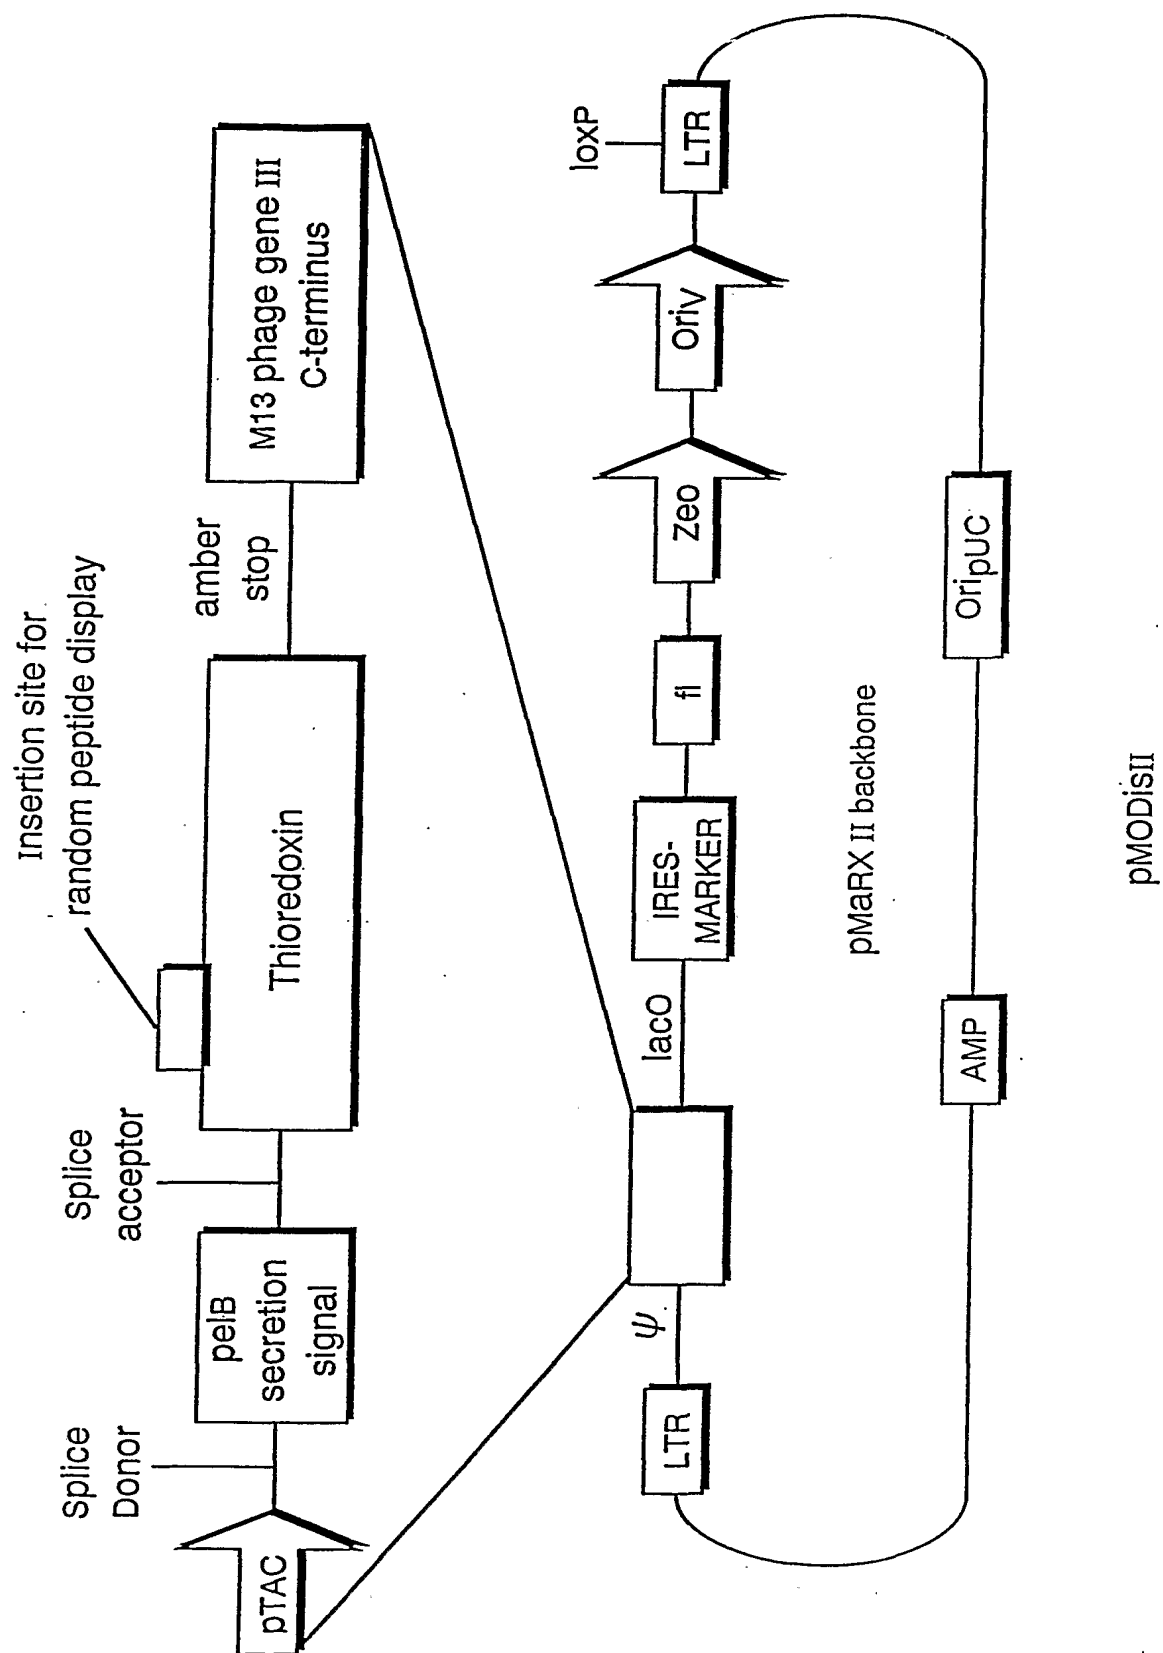 Insertion site for
random peptide display
Splice
Donor
Splice
acceptor
amber
stop
pTAC
pelB
secretion
signal
Thioredoxin
M13 phage gene III
C-terminus
loxP
LTR
ψ
lacO
IRES-
MARKER
fl
Zeo
oriV
LTR
pMaRX II backbone
AMP
OripUC
pMODisII